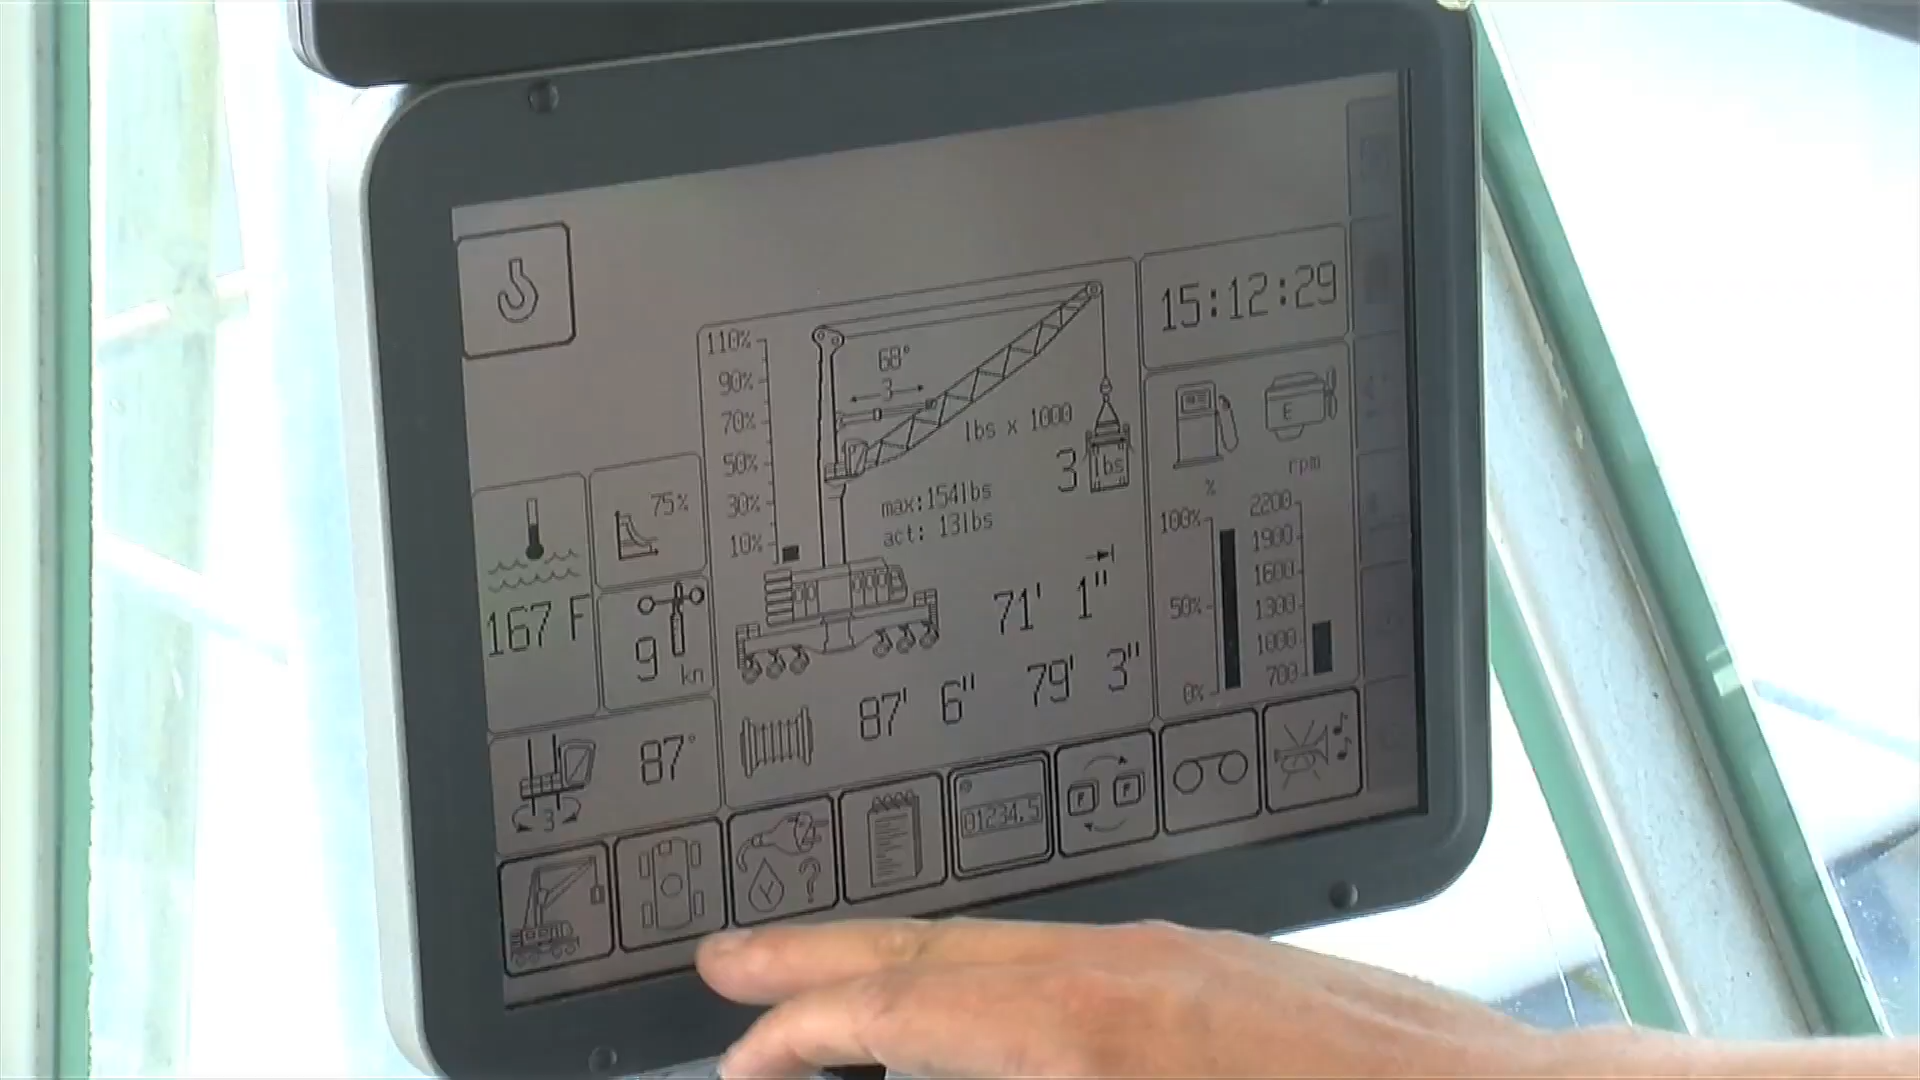 15:12:29
110%
90%
70%
50%
30%
10%
68°
3
lbs x 1000
3 lbs
max:154lbs
act: 13lbs
75%
167 F
9 kn
71' 1"
87' 6" 79' 3"
87°
3
E
%
100%
50%
0%
rpm
2200
1900
1600
1300
1000
700
Y ?
01234.5
F F